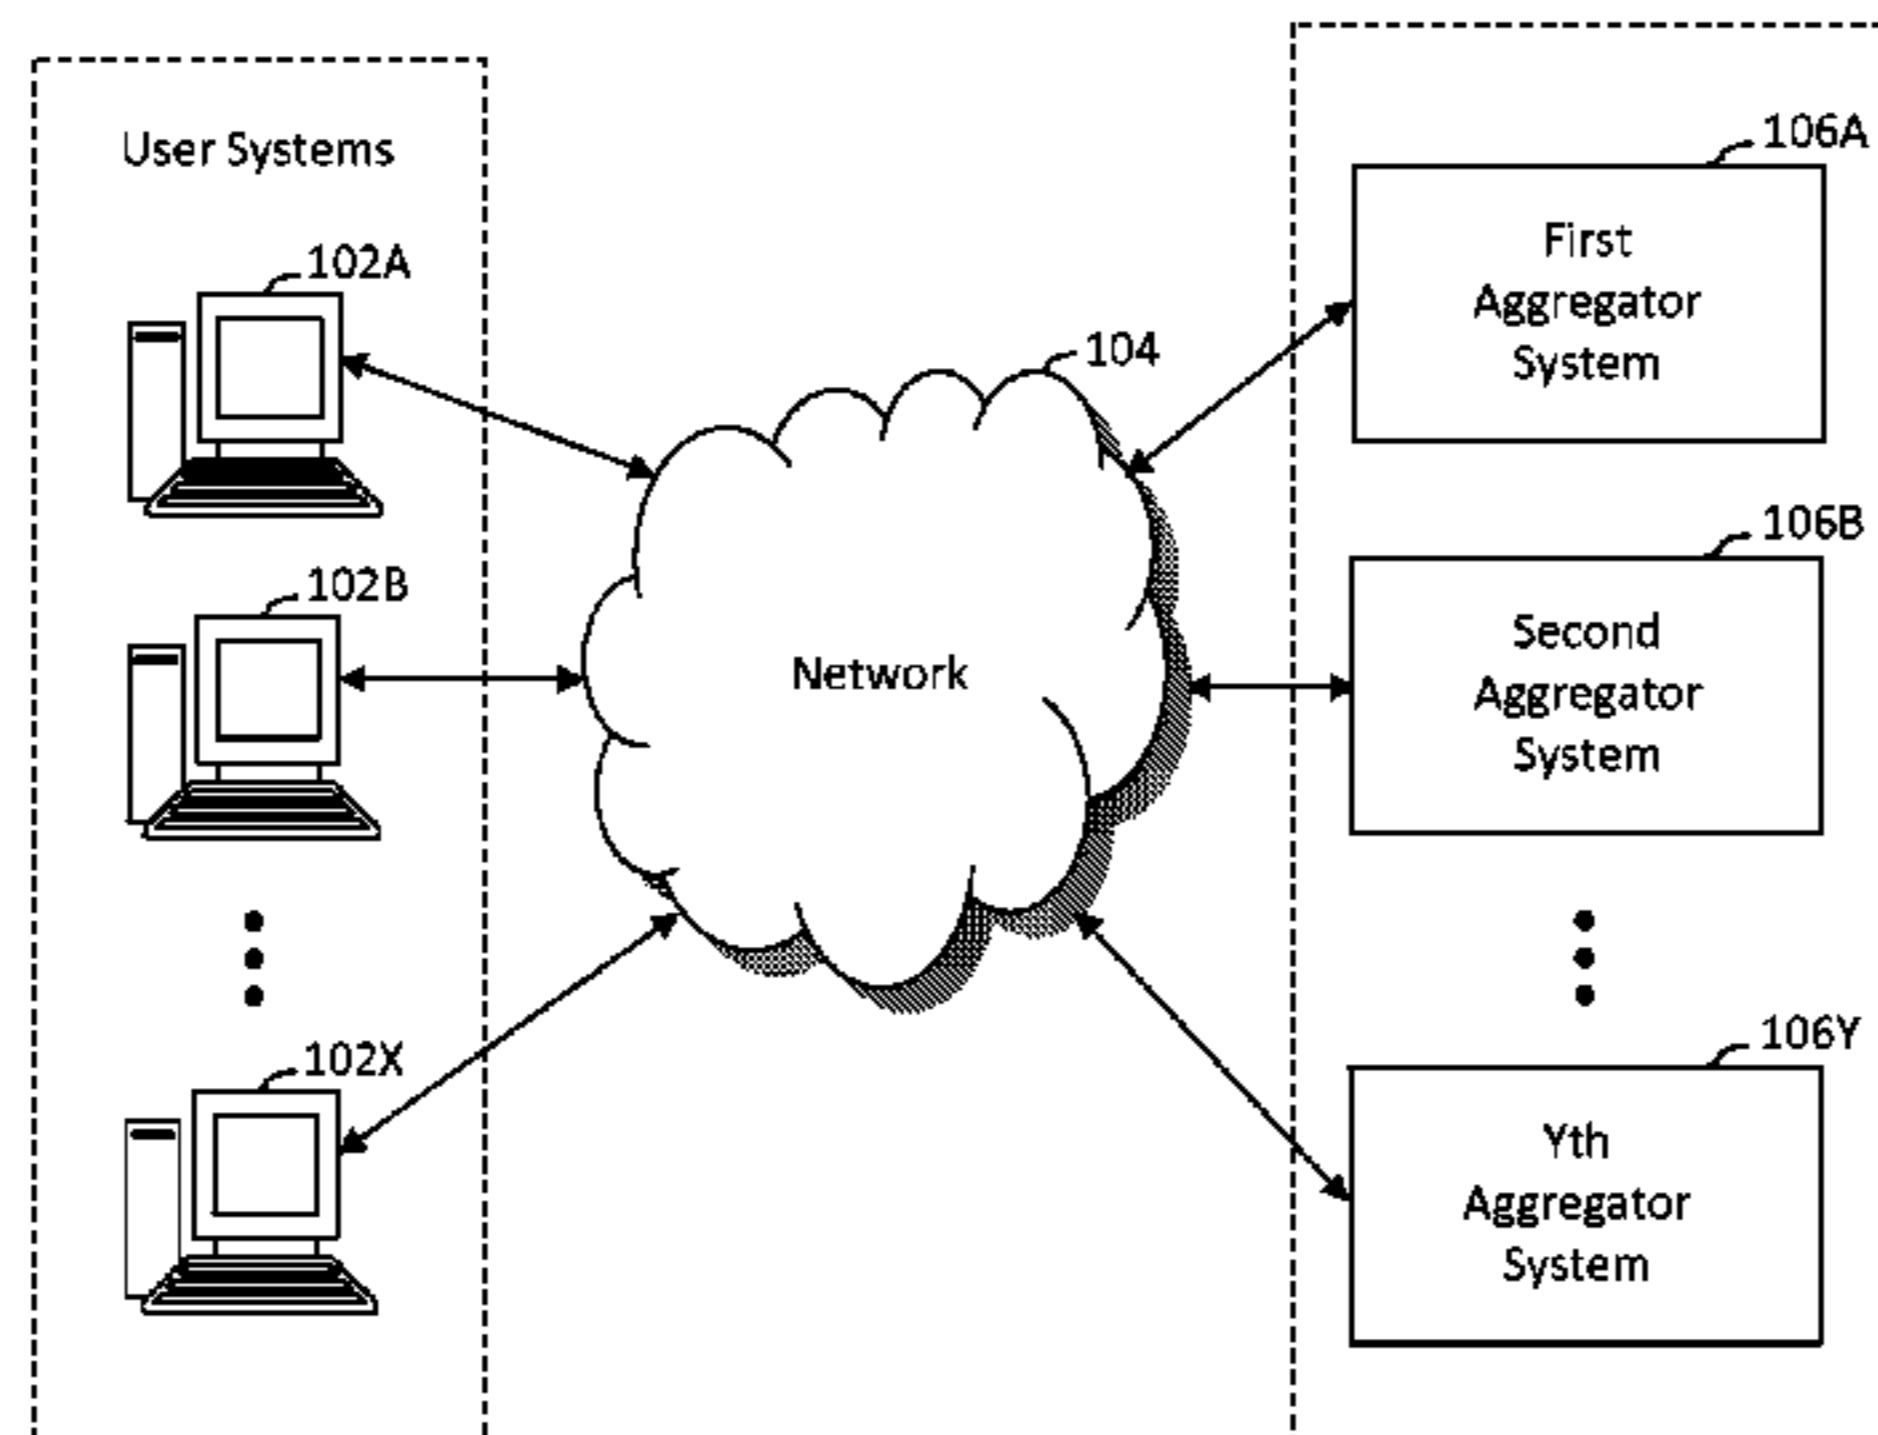 User Systems
102A
102B
102X
104
Network
106A
First
Aggregator
System
106B
Second
Aggregator
System
106Y
Yth
Aggregator
System